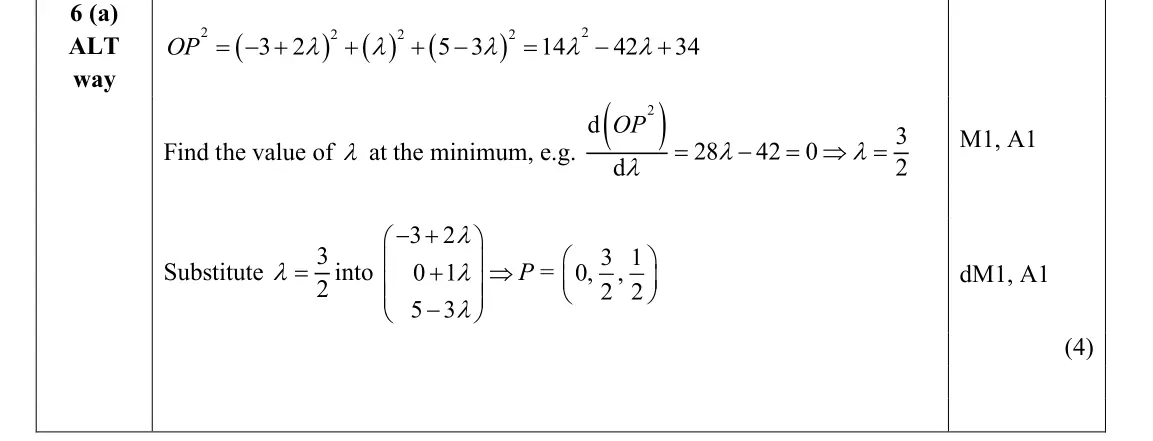 6 (a)
ALT
way
OP² = (−3 + 2λ)² + (λ)² + (5 − 3λ)² = 14λ² − 42λ + 34
Find the value of λ at the minimum, e.g. d(OP²)/dλ = 28λ − 42 = 0 ⇒ λ = 3/2
M1, A1
Substitute λ = 3/2 into (−3 + 2λ
0 + 1λ
5 − 3λ) ⇒ P = (0, 3/2, 1/2)
dM1, A1
(4)